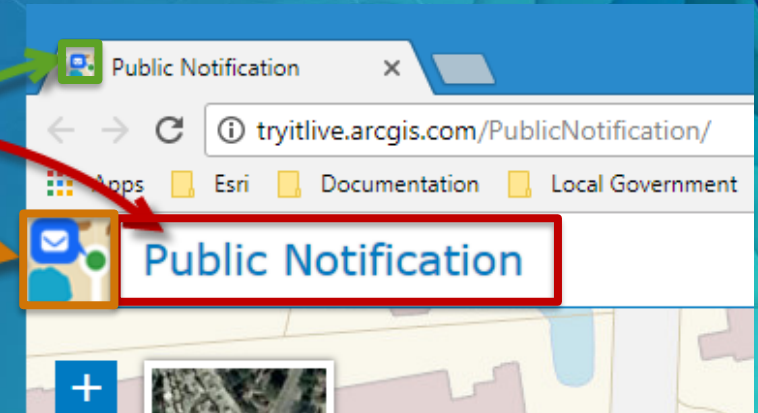 Public Notification
tryitlive.arcgis.com/PublicNotification/
Apps Esri Documentation Local Government
Public Notification
+